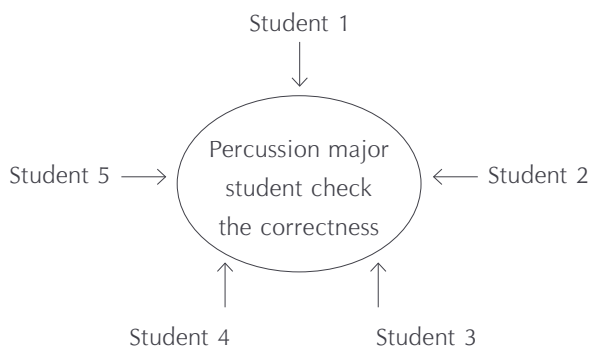 Student 1
Percussion major
student check
the correctness
Student 5
Student 2
Student 4
Student 3